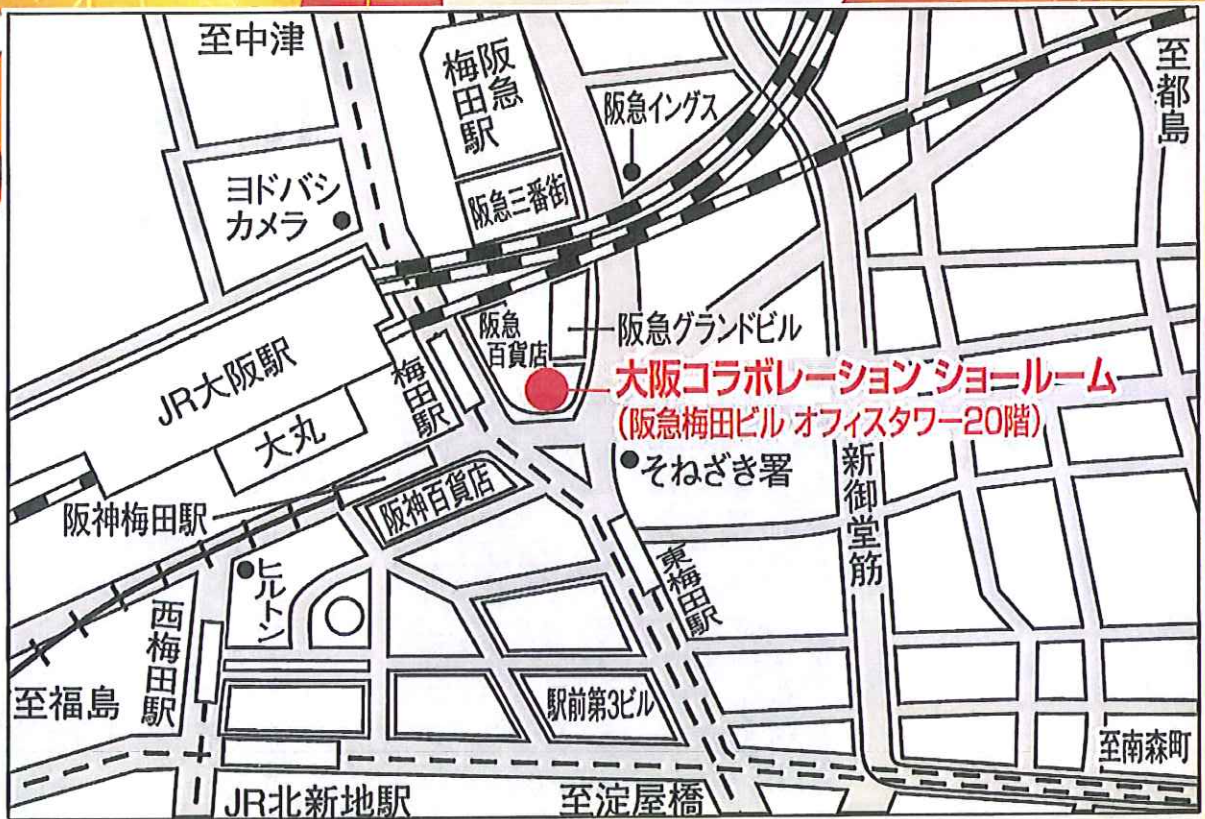 至中津
阪急
梅田駅
阪急イングス
至都島
ヨドバシ
カメラ
阪急三番街
阪急
百貨店
阪急グランドビル
JR大阪駅
梅田駅
大阪コラボレーション ショールーム
(阪急梅田ビル オフィスタワー20階)
大丸
そねざき署
阪神百貨店
阪神梅田駅
新御堂筋
ヒルトン
東梅田駅
西梅田駅
至福島
駅前第3ビル
至南森町
JR北新地駅
至淀屋橋